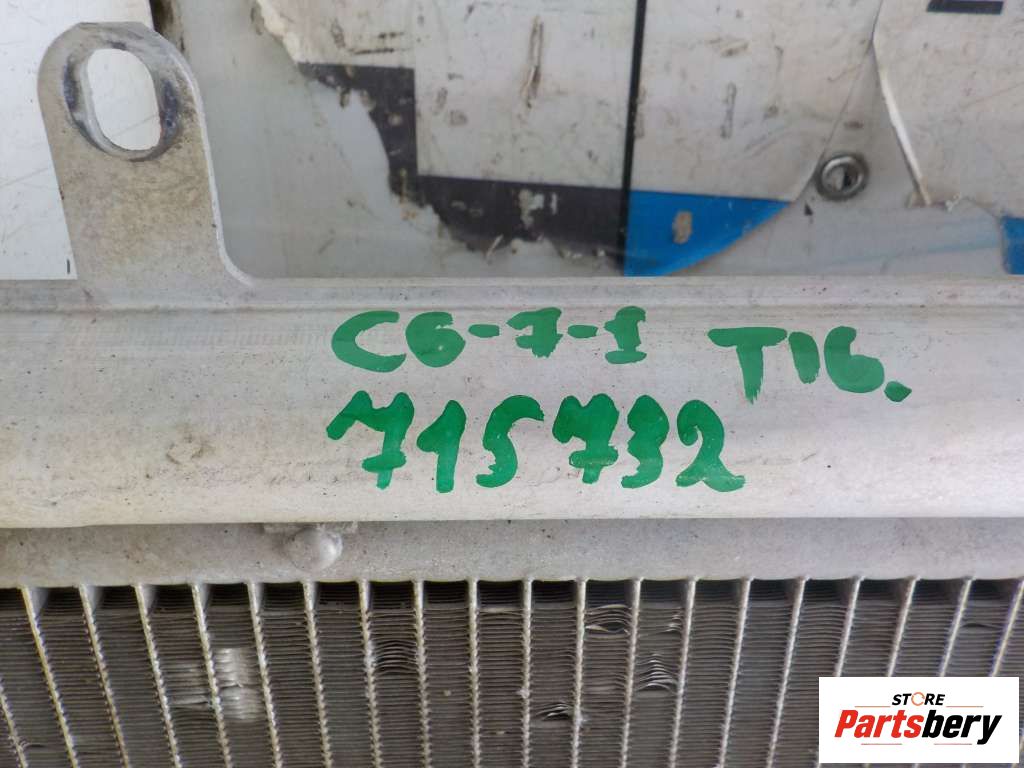 C6-7-1 T16.
715732
STORE
Partsbery